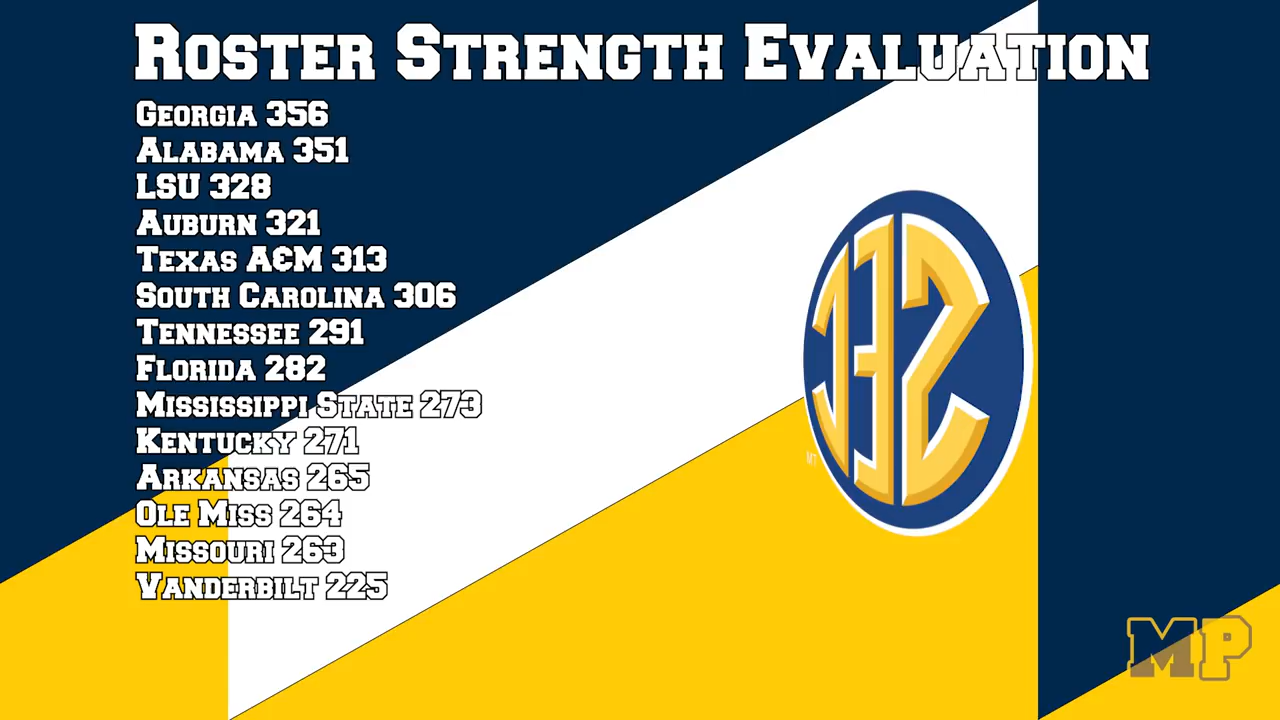 Roster Strength Evaluation
Georgia 356
Alabama 351
LSU 328
Auburn 321
Texas A&M 313
South Carolina 306
Tennessee 291
Florida 282
Mississippi State 273
Kentucky 271
Arkansas 265
Ole Miss 264
Missouri 263
Vanderbilt 225
MP